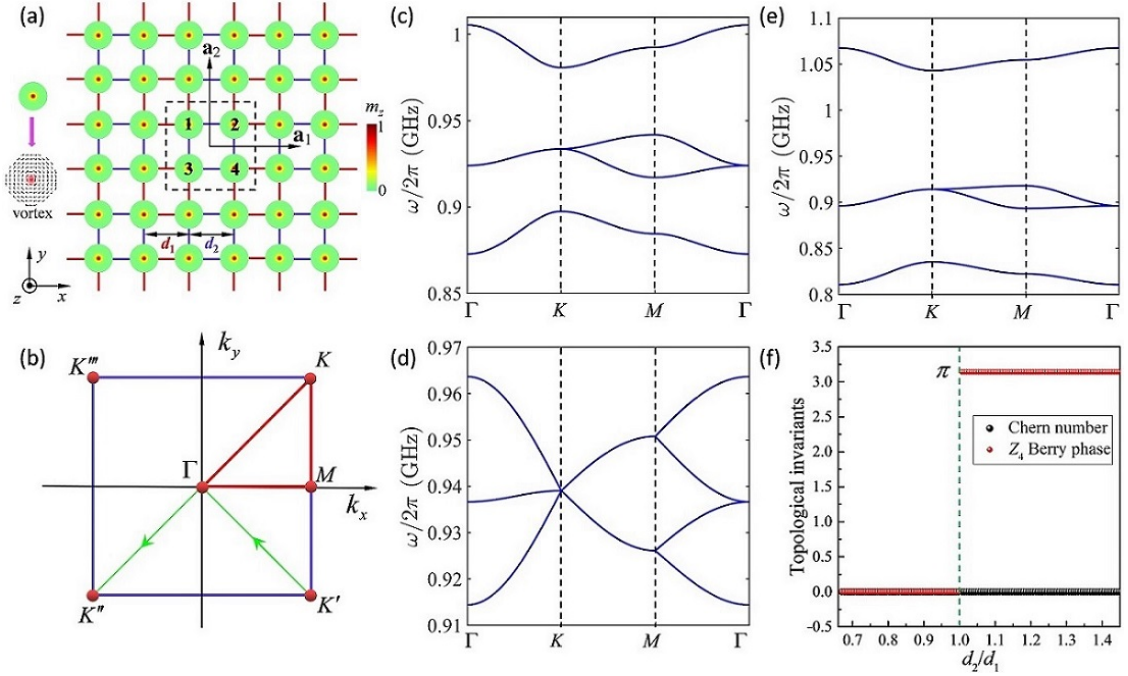 (a)
a₂
1 2
a₁
3 4
vortex
d₁ d₂
y
z x
m_z
1
0
(b)
k_y
K‴ K
Γ M
k_x
K″ K′
(c)
ω/2π (GHz)
1
0.95
0.9
0.85
Γ K M Γ
(d)
ω/2π (GHz)
0.97
0.96
0.95
0.94
0.93
0.92
0.91
Γ K M Γ
(e)
ω/2π (GHz)
1.1
1.05
1
0.95
0.9
0.85
0.8
Γ K M Γ
(f)
Topological invariants
3.5
3.0
2.5
2.0
1.5
1.0
0.5
0.0
-0.5
π
Chern number
Z₄ Berry phase
0.7 0.8 0.9 1.0 1.1 1.2 1.3 1.4
d₂/d₁